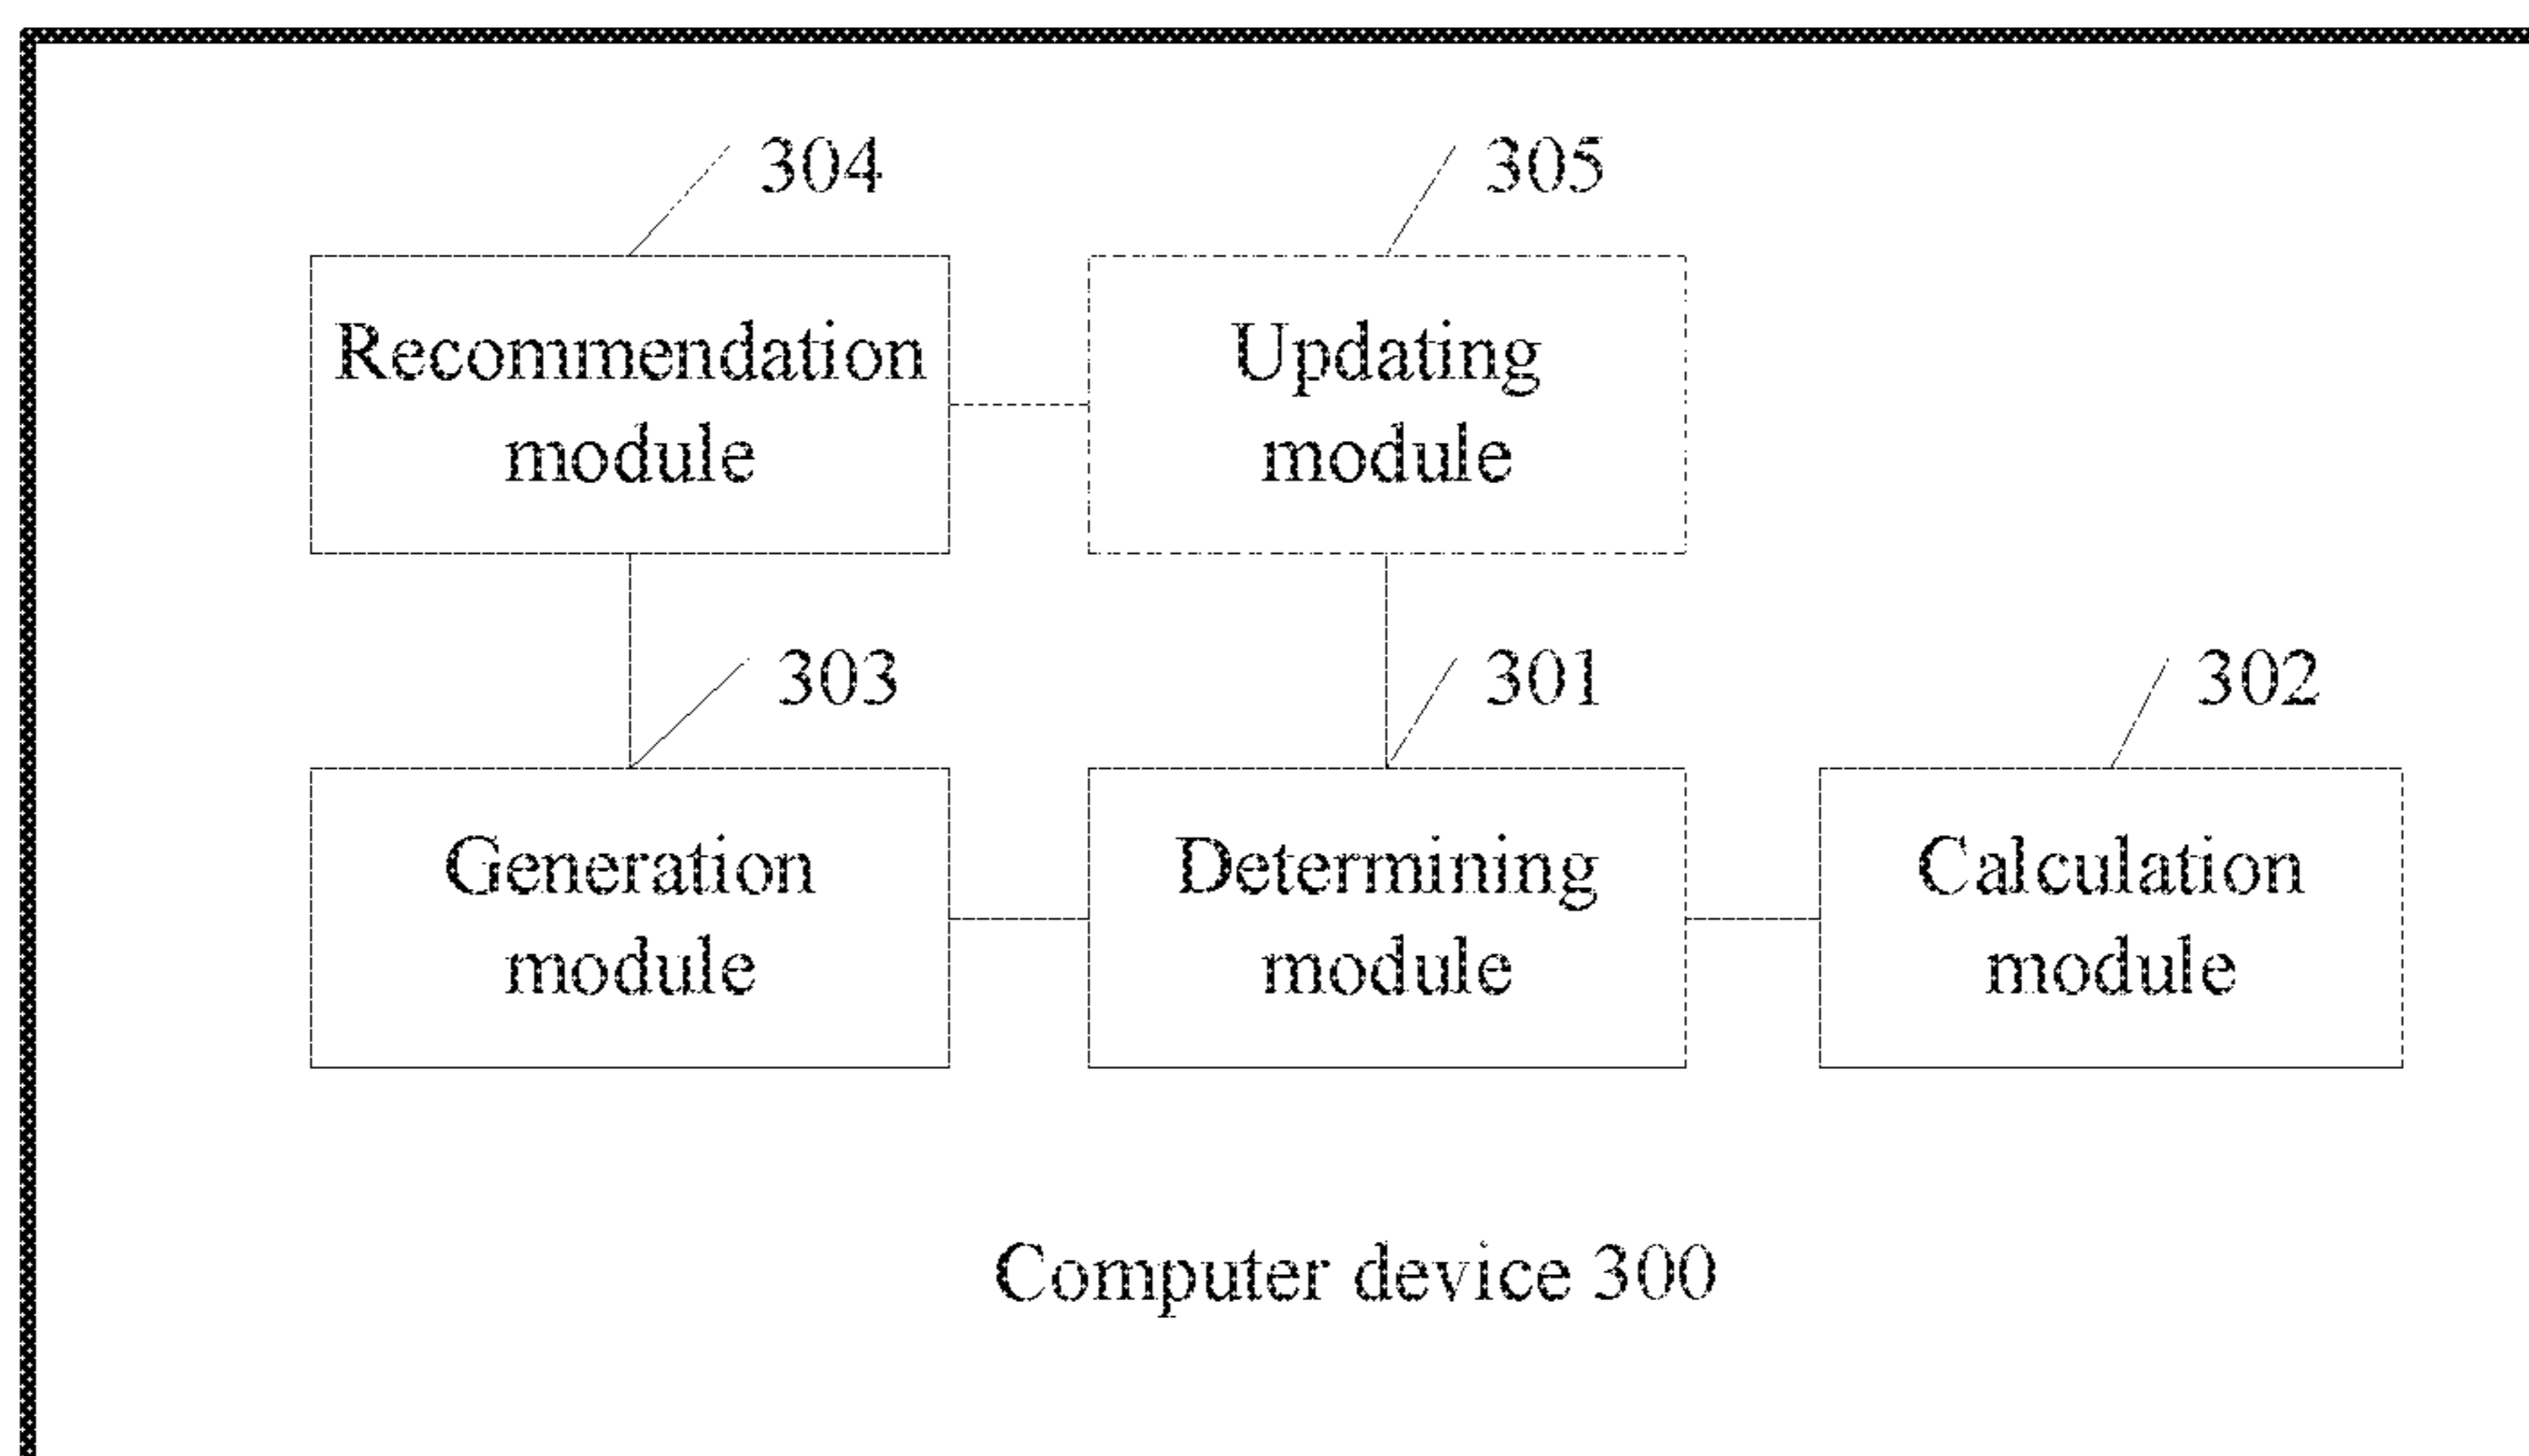 304
305
Recommendation
module
Updating
module
303
301
302
Generation
module
Determining
module
Calculation
module
Computer device 300